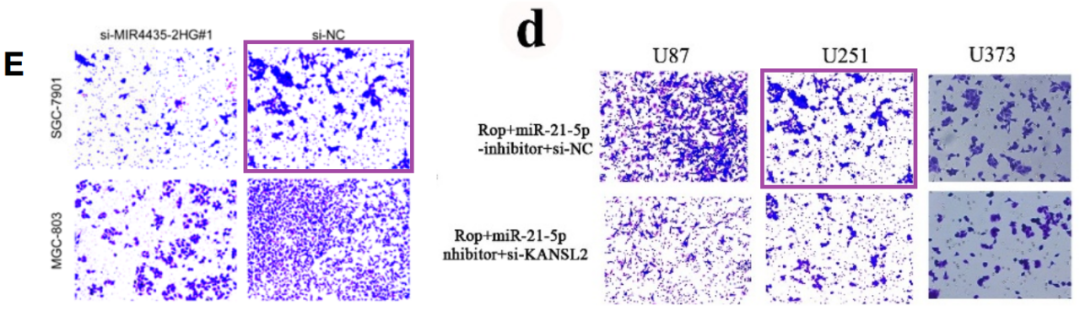 E
si-MIR4435-2HG#1 si-NC
SGC-7901
MGC-803
d
U87 U251 U373
Rop+miR-21-5p
-inhibitor+si-NC
Rop+miR-21-5p
nhibitor+si-KANSL2